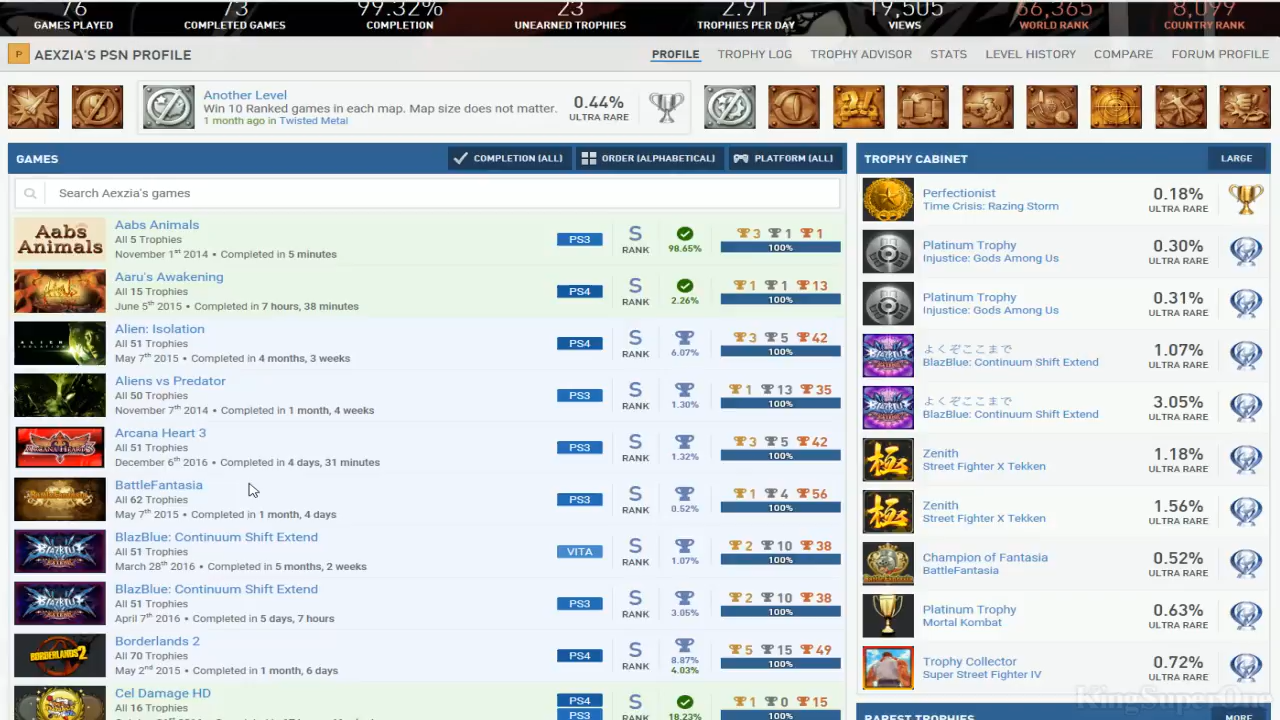 76 73 99.32% 23 2.91 19,505 66,365 8,099
GAMES PLAYED COMPLETED GAMES COMPLETION UNEARNED TROPHIES TROPHIES PER DAY VIEWS WORLD RANK COUNTRY RANK
P AEXZIA'S PSN PROFILE PROFILE TROPHY LOG TROPHY ADVISOR STATS LEVEL HISTORY COMPARE FORUM PROFILE
Another Level
Win 10 Ranked games in each map. Map size does not matter.
1 month ago in Twisted Metal
0.44%
ULTRA RARE
GAMES COMPLETION (ALL) ORDER (ALPHABETICAL) PLATFORM (ALL)
Search Aexzia's games
Aabs Animals
Aabs Animals
All 5 Trophies
November 1st 2014 • Completed in 5 minutes
PS3 S RANK 98.65% 3 1 1
100%
Aaru's Awakening
All 15 Trophies
June 5th 2015 • Completed in 7 hours, 38 minutes
PS4 S RANK 2.26% 1 1 13
100%
Alien: Isolation
All 51 Trophies
May 7th 2015 • Completed in 4 months, 3 weeks
PS4 S RANK 6.07% 3 5 42
100%
Aliens vs Predator
All 50 Trophies
November 7th 2014 • Completed in 1 month, 4 weeks
PS3 S RANK 1.30% 1 13 35
100%
Arcana Heart 3
All 51 Trophies
December 6th 2016 • Completed in 4 days, 31 minutes
PS3 S RANK 1.32% 3 5 42
100%
BattleFantasia
All 62 Trophies
May 7th 2015 • Completed in 1 month, 4 days
PS3 S RANK 0.52% 1 4 56
100%
BlazBlue: Continuum Shift Extend
All 51 Trophies
March 28th 2016 • Completed in 5 months, 2 weeks
VITA S RANK 1.07% 2 10 38
100%
BlazBlue: Continuum Shift Extend
All 51 Trophies
April 7th 2016 • Completed in 5 days, 7 hours
PS3 S RANK 3.05% 2 10 38
100%
BORDERLANDS 2
Borderlands 2
All 70 Trophies
May 2nd 2015 • Completed in 1 month, 6 days
PS4 S RANK 8.87% 4.03% 5 15 49
100%
Cel Damage HD
All 16 Trophies
PS4 S RANK 18.23% 1 0 15
PS3 100%
TROPHY CABINET LARGE
Perfectionist
Time Crisis: Razing Storm
0.18%
ULTRA RARE
Platinum Trophy
Injustice: Gods Among Us
0.30%
ULTRA RARE
Platinum Trophy
Injustice: Gods Among Us
0.31%
ULTRA RARE
よくぞここまで
BlazBlue: Continuum Shift Extend
1.07%
ULTRA RARE
よくぞここまで
BlazBlue: Continuum Shift Extend
3.05%
ULTRA RARE
極
Zenith
Street Fighter X Tekken
1.18%
ULTRA RARE
極
Zenith
Street Fighter X Tekken
1.56%
ULTRA RARE
Champion of Fantasia
BattleFantasia
0.52%
ULTRA RARE
Platinum Trophy
Mortal Kombat
0.63%
ULTRA RARE
Trophy Collector
Super Street Fighter IV
0.72%
ULTRA RARE
RAREST TROPHIES MORE
KingSuperOne